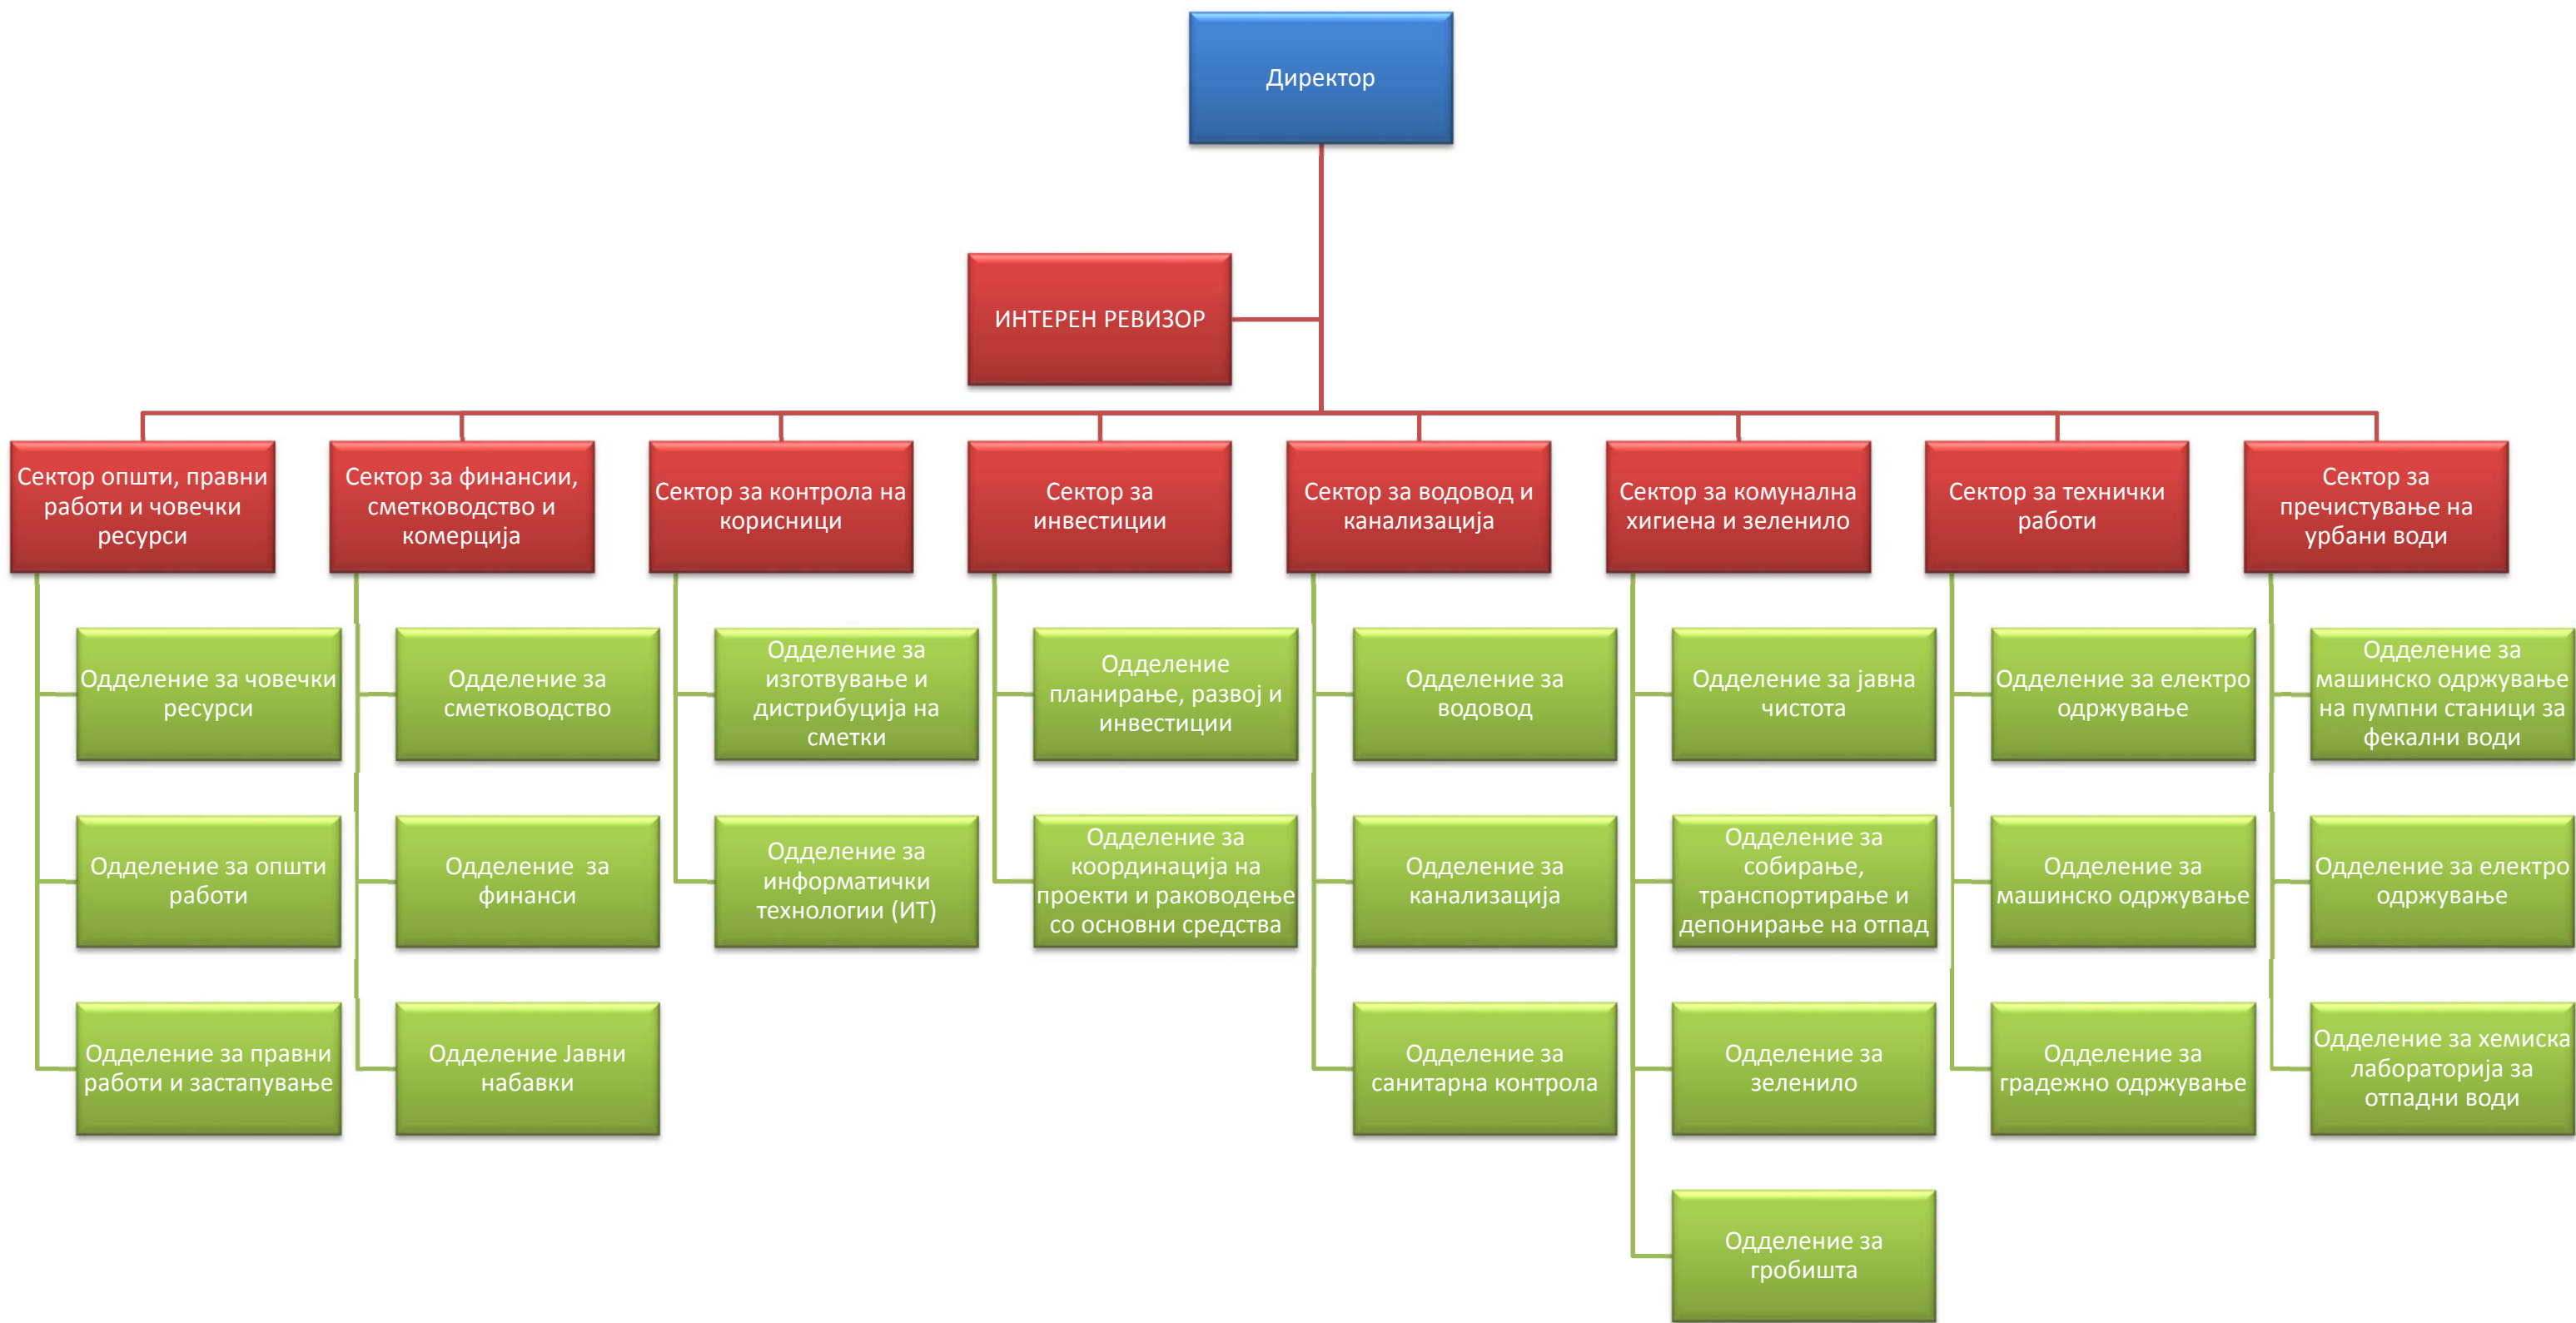 Директор
ИНТЕРЕН РЕВИЗОР
Сектор општи, правни
работи и човечки
ресурси
Сектор за финансии,
сметководство и
комерција
Сектор за контрола на
корисници
Сектор за
инвестиции
Сектор за водовод и
канализација
Сектор за комунална
хигиена и зеленило
Сектор за технички
работи
Сектор за
пречистување на
урбани води
Одделение за човечки
ресурси
Одделение за општи
работи
Одделение за правни
работи и застапување
Одделение за
сметководство
Одделение за
финанси
Одделение Јавни
набавки
Одделение за
изготвување и
дистрибуција на
сметки
Одделение за
информатички
технологии (ИТ)
Одделение
планирање, развој и
инвестиции
Одделение за
координација на
проекти и раководење
со основни средства
Одделение за
водовод
Одделение за
канализација
Одделение за
санитарна контрола
Одделение за јавна
чистота
Одделение за
собирање,
транспортирање и
депонирање на отпад
Одделение за
зеленило
Одделение за
гробишта
Одделение за електро
одржување
Одделение за
машинско одржување
Одделение за
градежно одржување
Одделение за
машинско одржување
на пумпни станици за
фекални води
Одделение за електро
одржување
Одделение за хемиска
лабораторија за
отпадни води